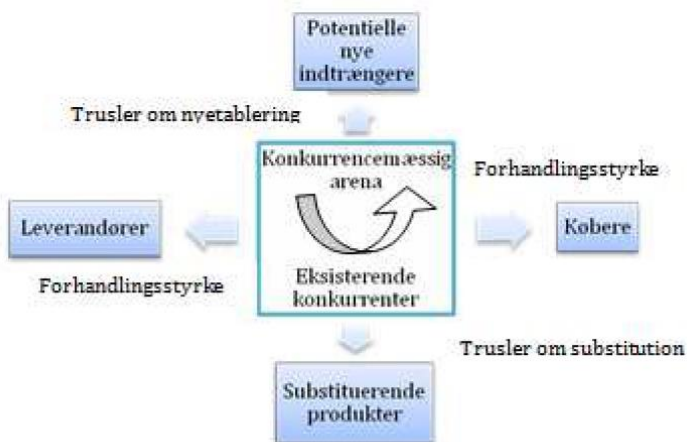 Potentielle
nye
indtrængere
Trusler om nyetablering
Konkurrencemæssig
arena
Forhandlingsstyrke
Leverandører
Købere
Eksisterende
konkurrenter
Forhandlingsstyrke
Trusler om substitution
Substituerende
produkter